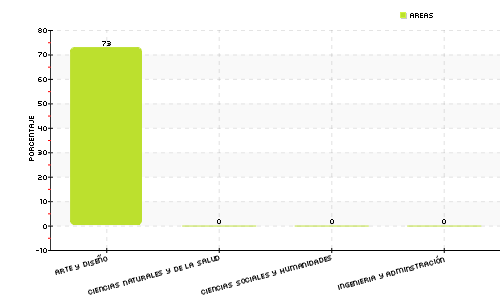 AREAS
PORCENTAJE
80
70
60
50
40
30
20
10
0
-10
73
0
0
0
ARTE Y DISEÑO
CIENCIAS NATURALES Y DE LA SALUD
CIENCIAS SOCIALES Y HUMANIDADES
INGENIERIA Y ADMINSTRACIÓN